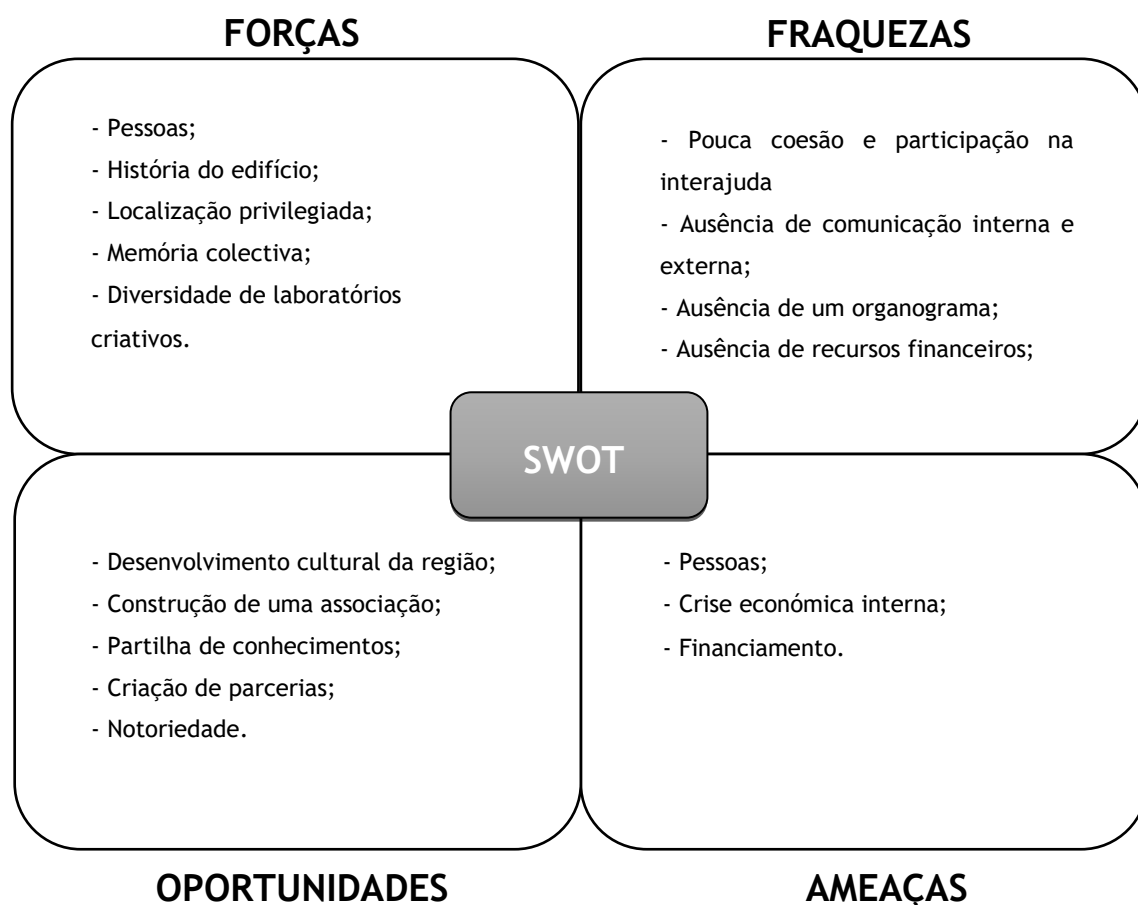 FORÇAS
- Pessoas;
- História do edifício;
- Localização privilegiada;
- Memória colectiva;
- Diversidade de laboratórios
criativos.
FRAQUEZAS
- Pouca coesão e participação na
interajuda
- Ausência de comunicação interna e
externa;
- Ausência de um organograma;
- Ausência de recursos financeiros;
SWOT
- Desenvolvimento cultural da região;
- Construção de uma associação;
- Partilha de conhecimentos;
- Criação de parcerias;
- Notoriedade.
OPORTUNIDADES
- Pessoas;
- Crise económica interna;
- Financiamento.
AMEAÇAS